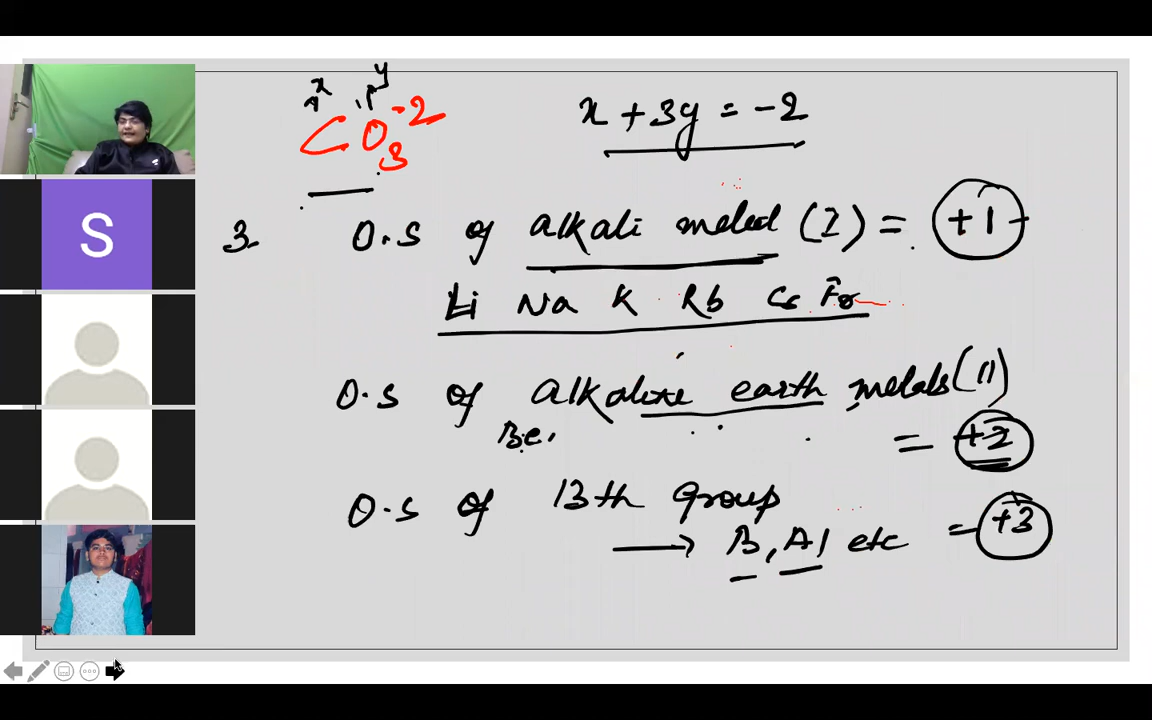 x y
CO3-2
x + 3y = -2
3. O.S of alkali metal (I) = +1
Li Na K Rb Cs Fr
O.S of alkaline earth metals (II)
Be,
= +2
O.S of 13th group
→ B, Al etc = +3
S